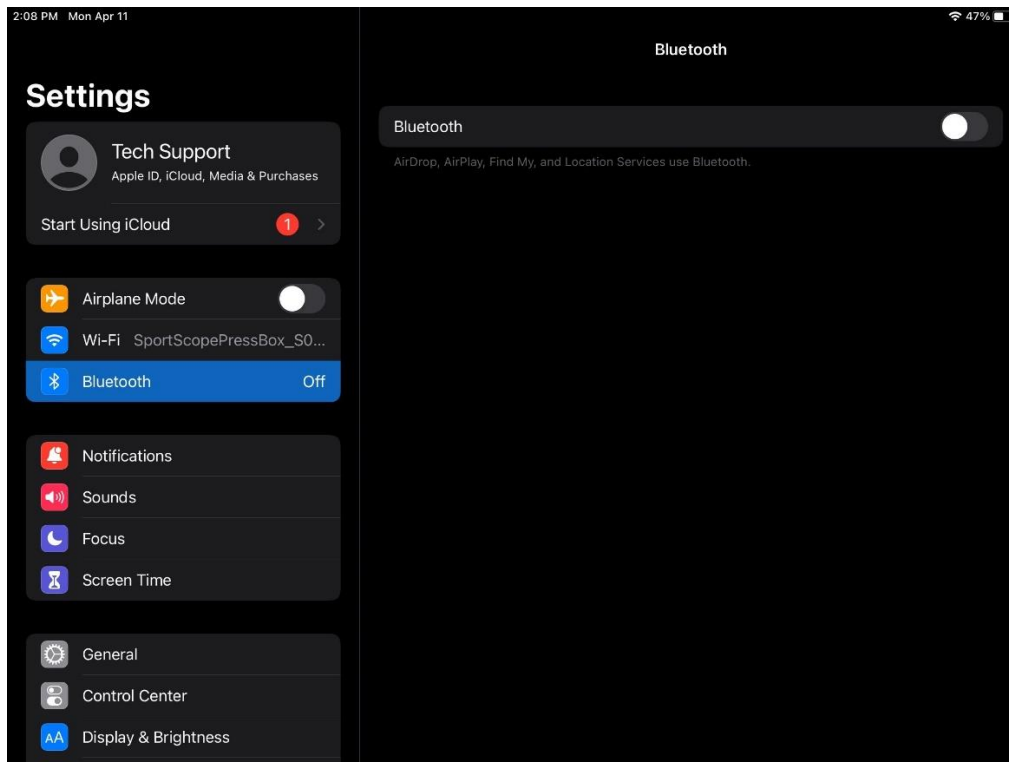 2:08 PM Mon Apr 11
47%
Settings
Tech Support
Apple ID, iCloud, Media & Purchases
Start Using iCloud
1
Airplane Mode
Wi-Fi SportScopePressBox_S0...
Bluetooth Off
Notifications
Sounds
Focus
Screen Time
General
Control Center
AA Display & Brightness
Bluetooth
Bluetooth
AirDrop, AirPlay, Find My, and Location Services use Bluetooth.